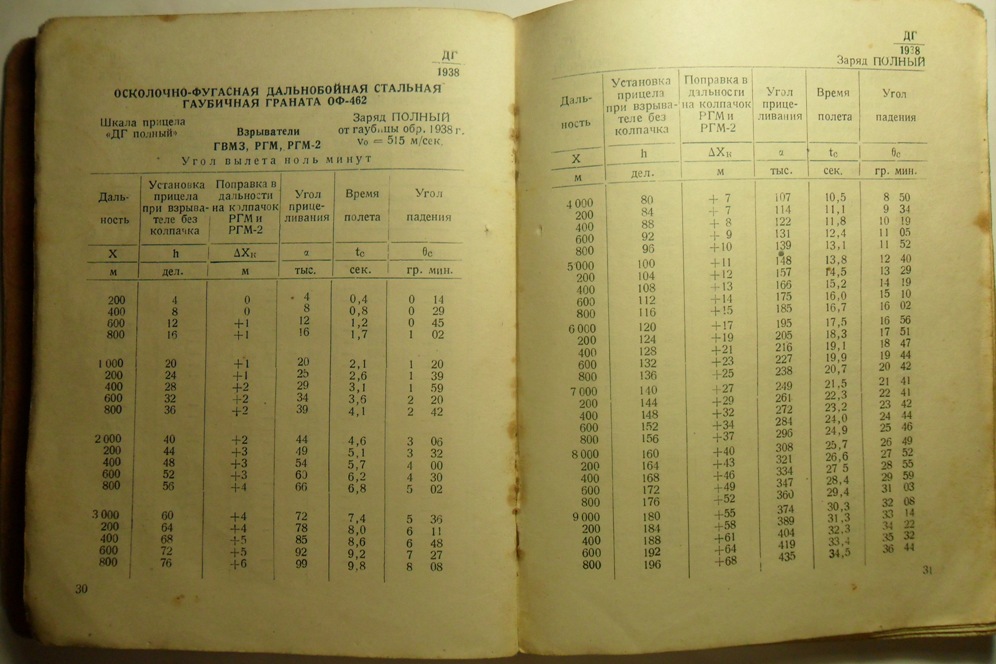 ДГ
1938
ОСКОЛОЧНО-ФУГАСНАЯ ДАЛЬНОБОЙНАЯ СТАЛЬНАЯ
ГАУБИЧНАЯ ГРАНАТА ОФ-462
Шкала прицела
«ДГ полный»
Взрыватели
ГВМЗ, РГМ, РГМ-2
Заряд ПОЛНЫЙ
от гаубицы обр. 1938 г.
v₀ = 515 м/сек.
Угол вылета ноль минут
Даль-ность Установка прицела при взрыва-теле без колпачка Поправка в дальности на колпачок РГМ и РГМ-2 Угол прице-ливания Время полета Угол падения
X h ΔXк α tc θc
м дел. м тыс. сек. гр. мин.
200 4 0 4 0,4 0 14
400 8 0 8 0,8 0 29
600 12 +1 12 1,2 0 45
800 16 +1 16 1,7 1 02
1 000 20 +1 20 2,1 1 20
200 24 +1 25 2,6 1 39
400 28 +2 29 3,1 1 59
600 32 +2 34 3,6 2 20
800 36 +2 39 4,1 2 42
2 000 40 +2 44 4,6 3 06
200 44 +3 49 5,1 3 32
400 48 +3 54 5,7 4 00
600 52 +3 60 6,2 4 30
800 56 +4 66 6,8 5 02
3 000 60 +4 72 7,4 5 36
200 64 +4 78 8,0 6 11
400 68 +5 85 8,6 6 48
600 72 +5 92 9,2 7 27
800 76 +6 99 9,8 8 08
30
ДГ
1938
Заряд ПОЛНЫЙ
Даль-ность Установка прицела при взрыва-теле без колпачка Поправка в дальности на колпачок РГМ и РГМ-2 Угол прице-ливания Время полета Угол падения
X h ΔXк α tc θc
м дел. м тыс. сек. гр. мин.
4 000 80 +7 107 10,5 8 50
200 84 +7 114 11,1 9 34
400 88 +8 122 11,8 10 19
600 92 +9 131 12,4 11 05
800 96 +10 139 13,1 11 52
5 000 100 +11 148 13,8 12 40
200 104 +12 157 14,5 13 29
400 108 +13 166 15,2 14 19
600 112 +14 175 16,0 15 10
800 116 +15 185 16,7 16 02
6 000 120 +17 195 17,5 16 56
200 124 +19 205 18,3 17 51
400 128 +21 216 19,1 18 47
600 132 +23 227 19,9 19 44
800 136 +25 238 20,7 20 42
7 000 140 +27 249 21,5 21 41
200 144 +29 261 22,3 22 41
400 148 +32 272 23,2 23 42
600 152 +34 284 24,0 24 44
800 156 +37 296 24,9 25 46
8 000 160 +40 308 25,7 26 49
200 164 +43 321 26,6 27 52
400 168 +46 334 27 5 28 55
600 172 +49 347 28,4 29 59
800 176 +52 360 29,4 31 03
9 000 180 +55 374 30,3 32 08
200 184 +58 389 31,3 33 14
400 188 +61 404 32,3 34 22
600 192 +64 419 33,4 35 32
800 196 +68 435 34,5 36 44
31